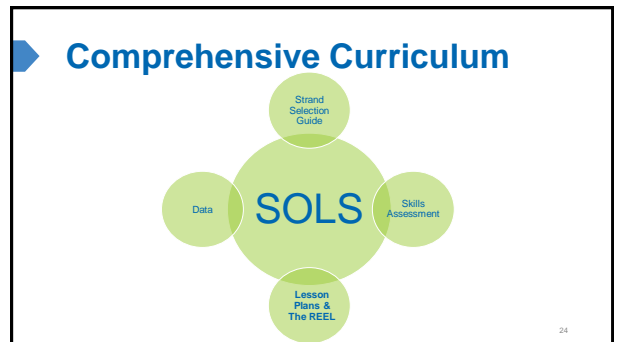 Comprehensive Curriculum
Strand
Selection
Guide
Data
SOLS
Skills
Assessment
Lesson
Plans &
The REEL
24